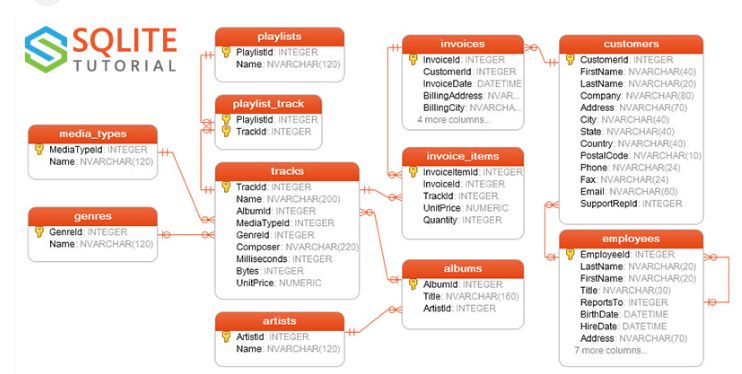 SQLITE
TUTORIAL
playlists
PlaylistId: INTEGER
Name: NVARCHAR(120)
playlist_track
PlaylistId: INTEGER
TrackId: INTEGER
media_types
MediaTypeId: INTEGER
Name: NVARCHAR(120)
genres
GenreId: INTEGER
Name: NVARCHAR(120)
tracks
TrackId: INTEGER
Name: NVARCHAR(200)
AlbumId: INTEGER
MediaTypeId: INTEGER
GenreId: INTEGER
Composer: NVARCHAR(220)
Milliseconds: INTEGER
Bytes: INTEGER
UnitPrice: NUMERIC
artists
ArtistId: INTEGER
Name: NVARCHAR(120)
invoices
InvoiceId: INTEGER
CustomerId: INTEGER
InvoiceDate: DATETIME
BillingAddress: NVAR...
BillingCity: NVARCHA...
4 more columns...
invoice_items
InvoiceItemId: INTEGER
InvoiceId: INTEGER
TrackId: INTEGER
UnitPrice: NUMERIC
Quantity: INTEGER
albums
AlbumId: INTEGER
Title: NVARCHAR(160)
ArtistId: INTEGER
customers
CustomerId: INTEGER
FirstName: NVARCHAR(40)
LastName: NVARCHAR(20)
Company: NVARCHAR(80)
Address: NVARCHAR(70)
City: NVARCHAR(40)
State: NVARCHAR(40)
Country: NVARCHAR(40)
PostalCode: NVARCHAR(10)
Phone: NVARCHAR(24)
Fax: NVARCHAR(24)
Email: NVARCHAR(60)
SupportRepId: INTEGER
employees
EmployeeId: INTEGER
LastName: NVARCHAR(20)
FirstName: NVARCHAR(20)
Title: NVARCHAR(30)
ReportsTo: INTEGER
BirthDate: DATETIME
HireDate: DATETIME
Address: NVARCHAR(70)
7 more columns...